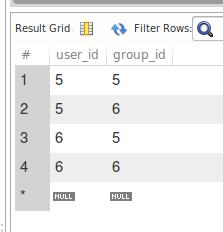 Result Grid Filter Rows:
# user_id group_id
1 5 5
2 5 6
3 6 5
4 6 6
* NULL NULL